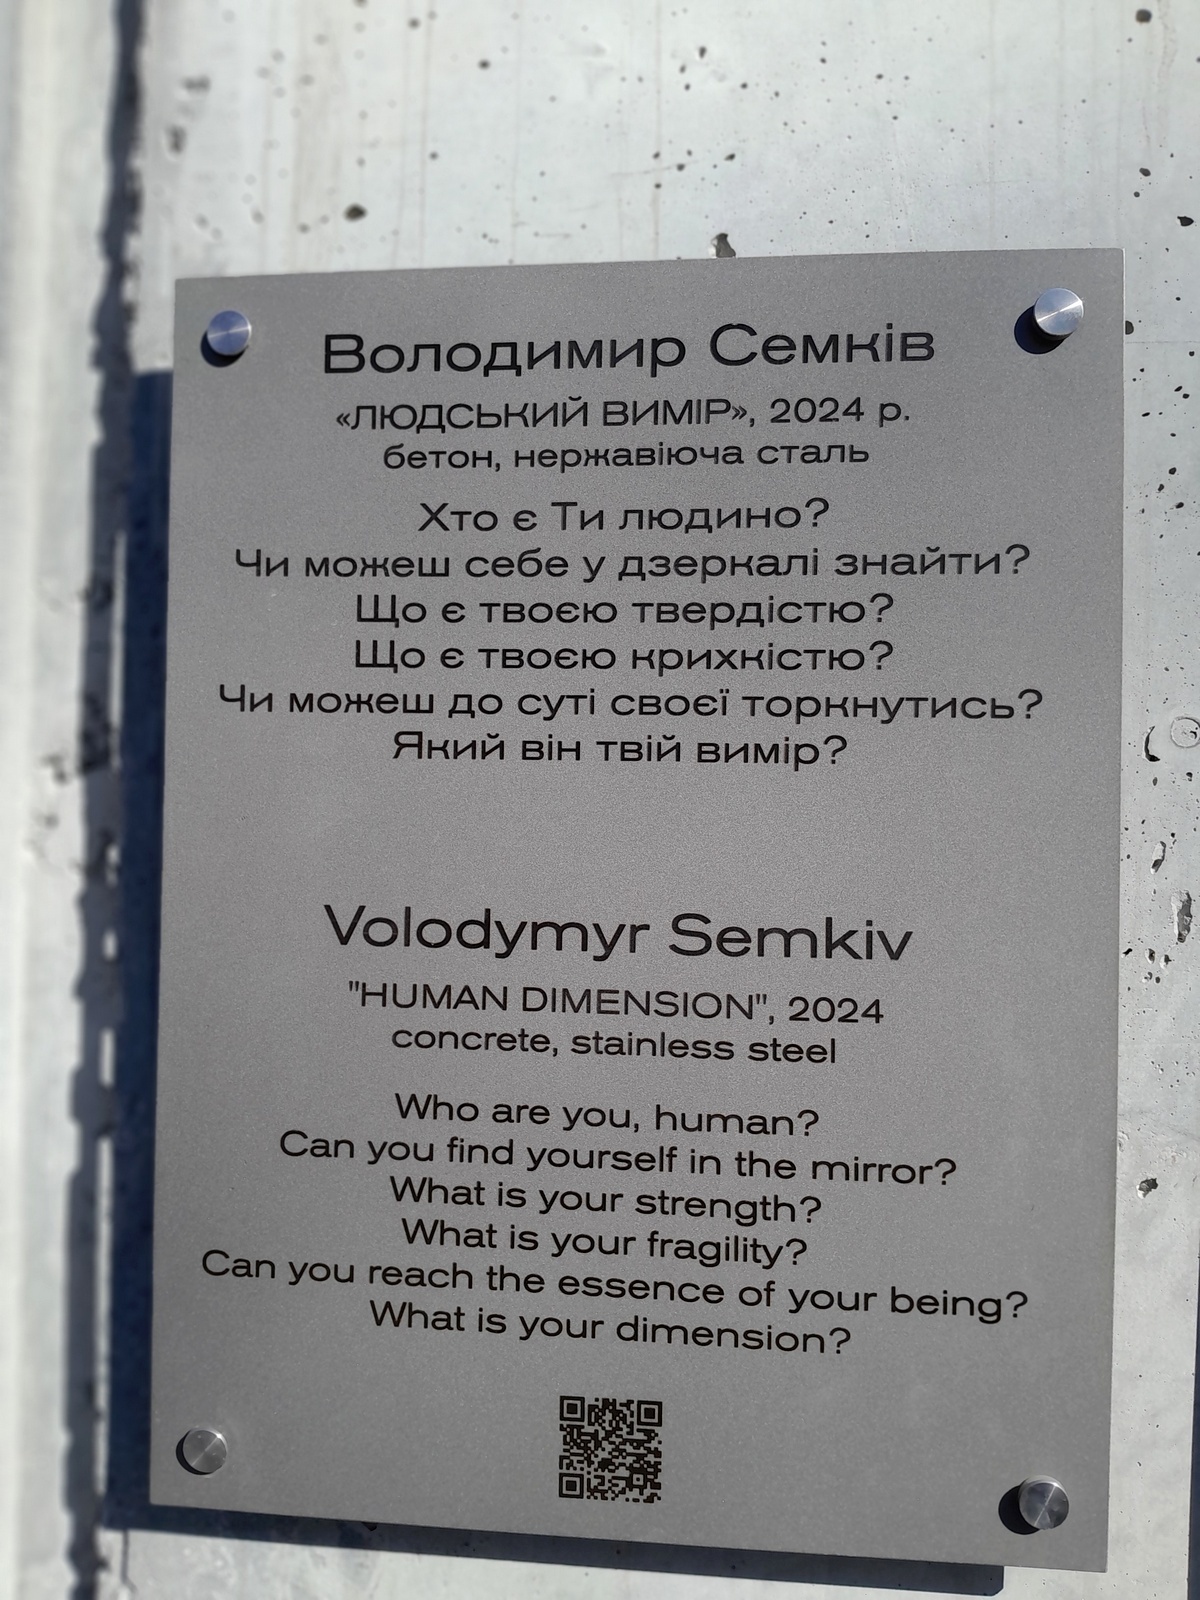 Володимир Семків
«ЛЮДСЬКИЙ ВИМІР», 2024 р.
бетон, нержавіюча сталь
Хто є Ти людино?
Чи можеш себе у дзеркалі знайти?
Що є твоєю твердістю?
Що є твоєю крихкістю?
Чи можеш до суті своєї торкнутись?
Який він твій вимір?
Volodymyr Semkiv
"HUMAN DIMENSION", 2024
concrete, stainless steel
Who are you, human?
Can you find yourself in the mirror?
What is your strength?
What is your fragility?
Can you reach the essence of your being?
What is your dimension?